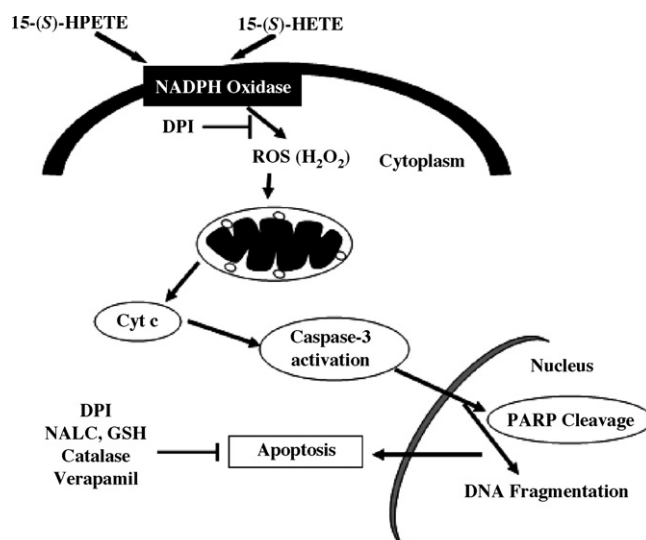 15-(S)-HPETE
15-(S)-HETE
NADPH Oxidase
DPI
ROS (H₂O₂)
Cytoplasm
Cyt c
Caspase-3
activation
Nucleus
PARP Cleavage
DPI
NALC, GSH
Catalase
Verapamil
Apoptosis
DNA Fragmentation